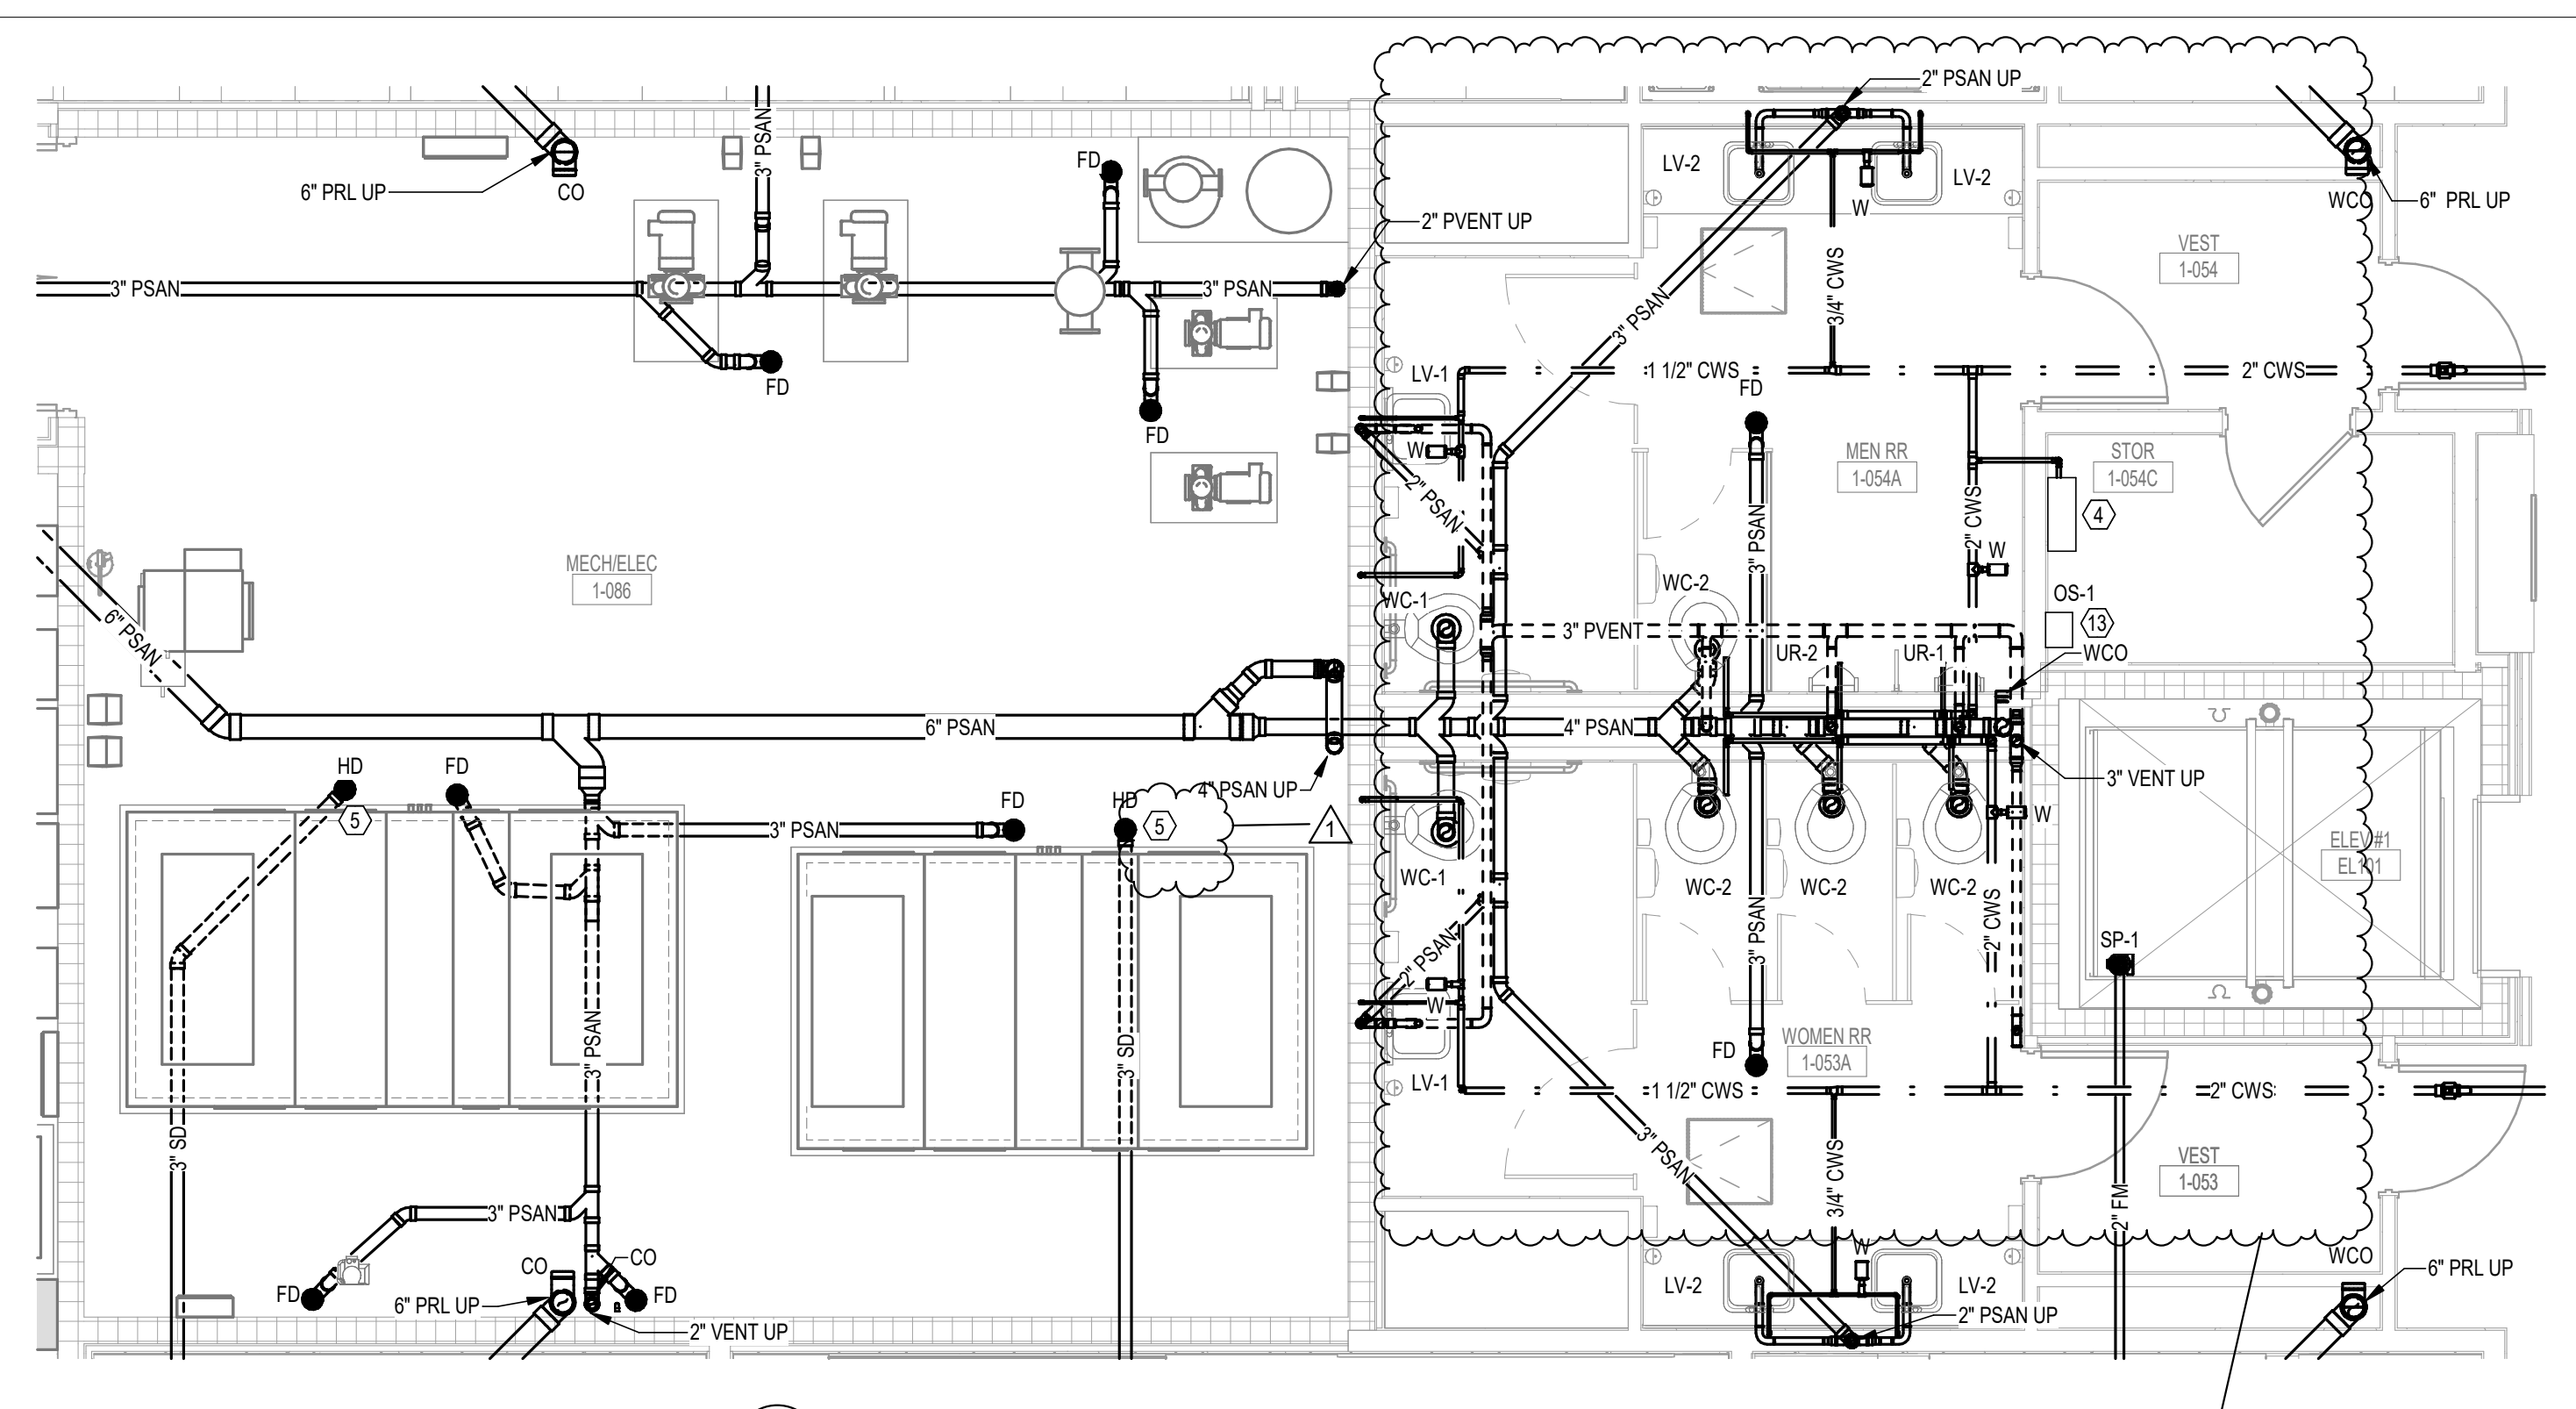 2" PSAN UP
6" PRL UP
CO
3" PSAN
FD
2" PVENT UP
LV-2
LV-2
W
WCO
6" PRL UP
VEST
1-054
3" PSAN
3" PSAN
FD
FD
3" PSAN
3/4" CWS
LV-1
1 1/2" CWS
FD
2" CWS
W
2" PSAN
MEN RR
1-054A
STOR
1-054C
4
2" CWS
W
3" PSAN
MECH/ELEC
1-086
WC-1
WC-2
OS-1
13
3" PVENT
UR-2
UR-1
WCO
6" PSAN
6" PSAN
4" PSAN
HD
FD
5
FD
HD
5
4" PSAN UP
1
3" VENT UP
3" PSAN
W
WC-1
WC-2
WC-2
WC-2
ELEV #1
EL101
3" PSAN
2" CWS
2" PSAN
SP-1
W
3" PSAN
3" SD
FD
WOMEN RR
1-053A
LV-1
1 1/2" CWS
2" CWS
3" SD
3" PSAN
3/4" CWS
VEST
1-053
2" FM
3" PSAN
CO
CO
FD
FD
6" PRL UP
2" VENT UP
W
LV-2
LV-2
WCO
6" PRL UP
2" PSAN UP